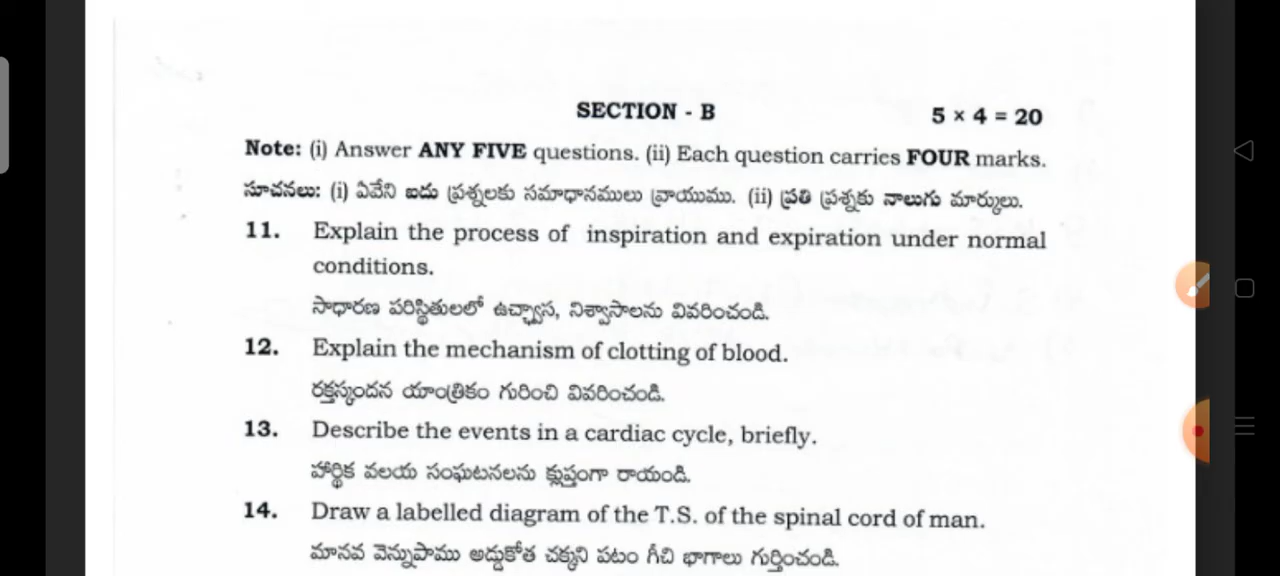 SECTION - B
5 × 4 = 20
Note: (i) Answer ANY FIVE questions. (ii) Each question carries FOUR marks.
సూచనలు: (i) ఏవేని ఐదు ప్రశ్నలకు సమాధానములు వ్రాయుము. (ii) ప్రతి ప్రశ్నకు నాలుగు మార్కులు.
11. Explain the process of inspiration and expiration under normal
conditions.
సాధారణ పరిస్థితులలో ఉచ్ఛ్వాస, నిశ్వాసాలను వివరించండి.
12. Explain the mechanism of clotting of blood.
రక్తస్కందన యాంత్రికం గురించి వివరించండి.
13. Describe the events in a cardiac cycle, briefly.
హార్థిక వలయ సంఘటనలను క్లుప్తంగా రాయండి.
14. Draw a labelled diagram of the T.S. of the spinal cord of man.
మానవ వెన్నుపాము అడ్డుకోత చక్కని పటం గీచి భాగాలు గుర్తించండి.